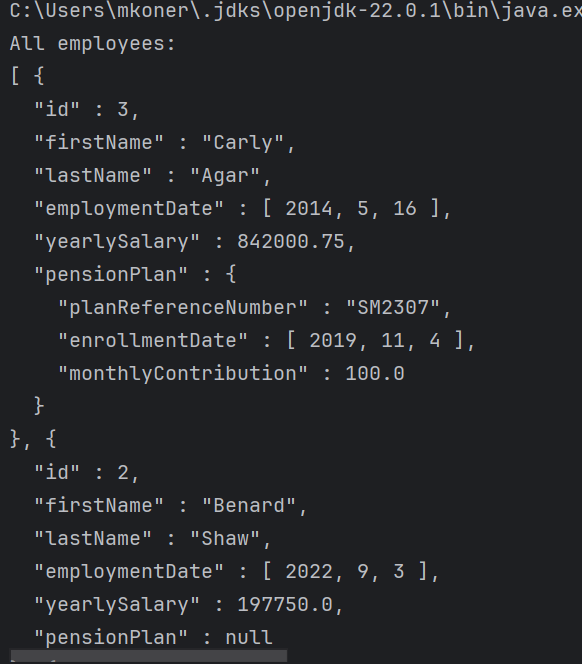 C:\Users\mkoner\.jdks\openjdk-22.0.1\bin\java.ex
All employees:
[ {
  "id" : 3,
  "firstName" : "Carly",
  "lastName" : "Agar",
  "employmentDate" : [ 2014, 5, 16 ],
  "yearlySalary" : 842000.75,
  "pensionPlan" : {
    "planReferenceNumber" : "SM2307",
    "enrollmentDate" : [ 2019, 11, 4 ],
    "monthlyContribution" : 100.0
  }
}, {
  "id" : 2,
  "firstName" : "Benard",
  "lastName" : "Shaw",
  "employmentDate" : [ 2022, 9, 3 ],
  "yearlySalary" : 197750.0,
  "pensionPlan" : null